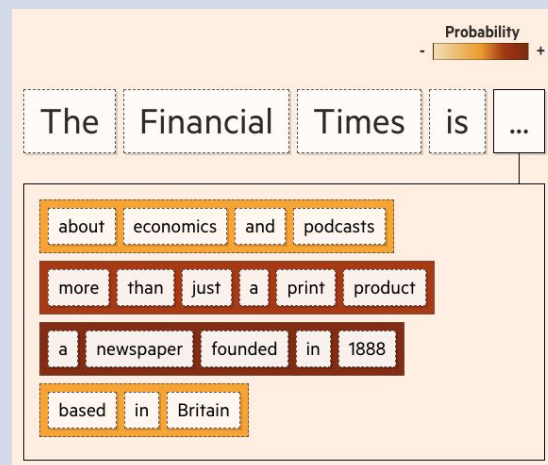 Probability
- +
The Financial Times is ...
about economics and podcasts
more than just a print product
a newspaper founded in 1888
based in Britain